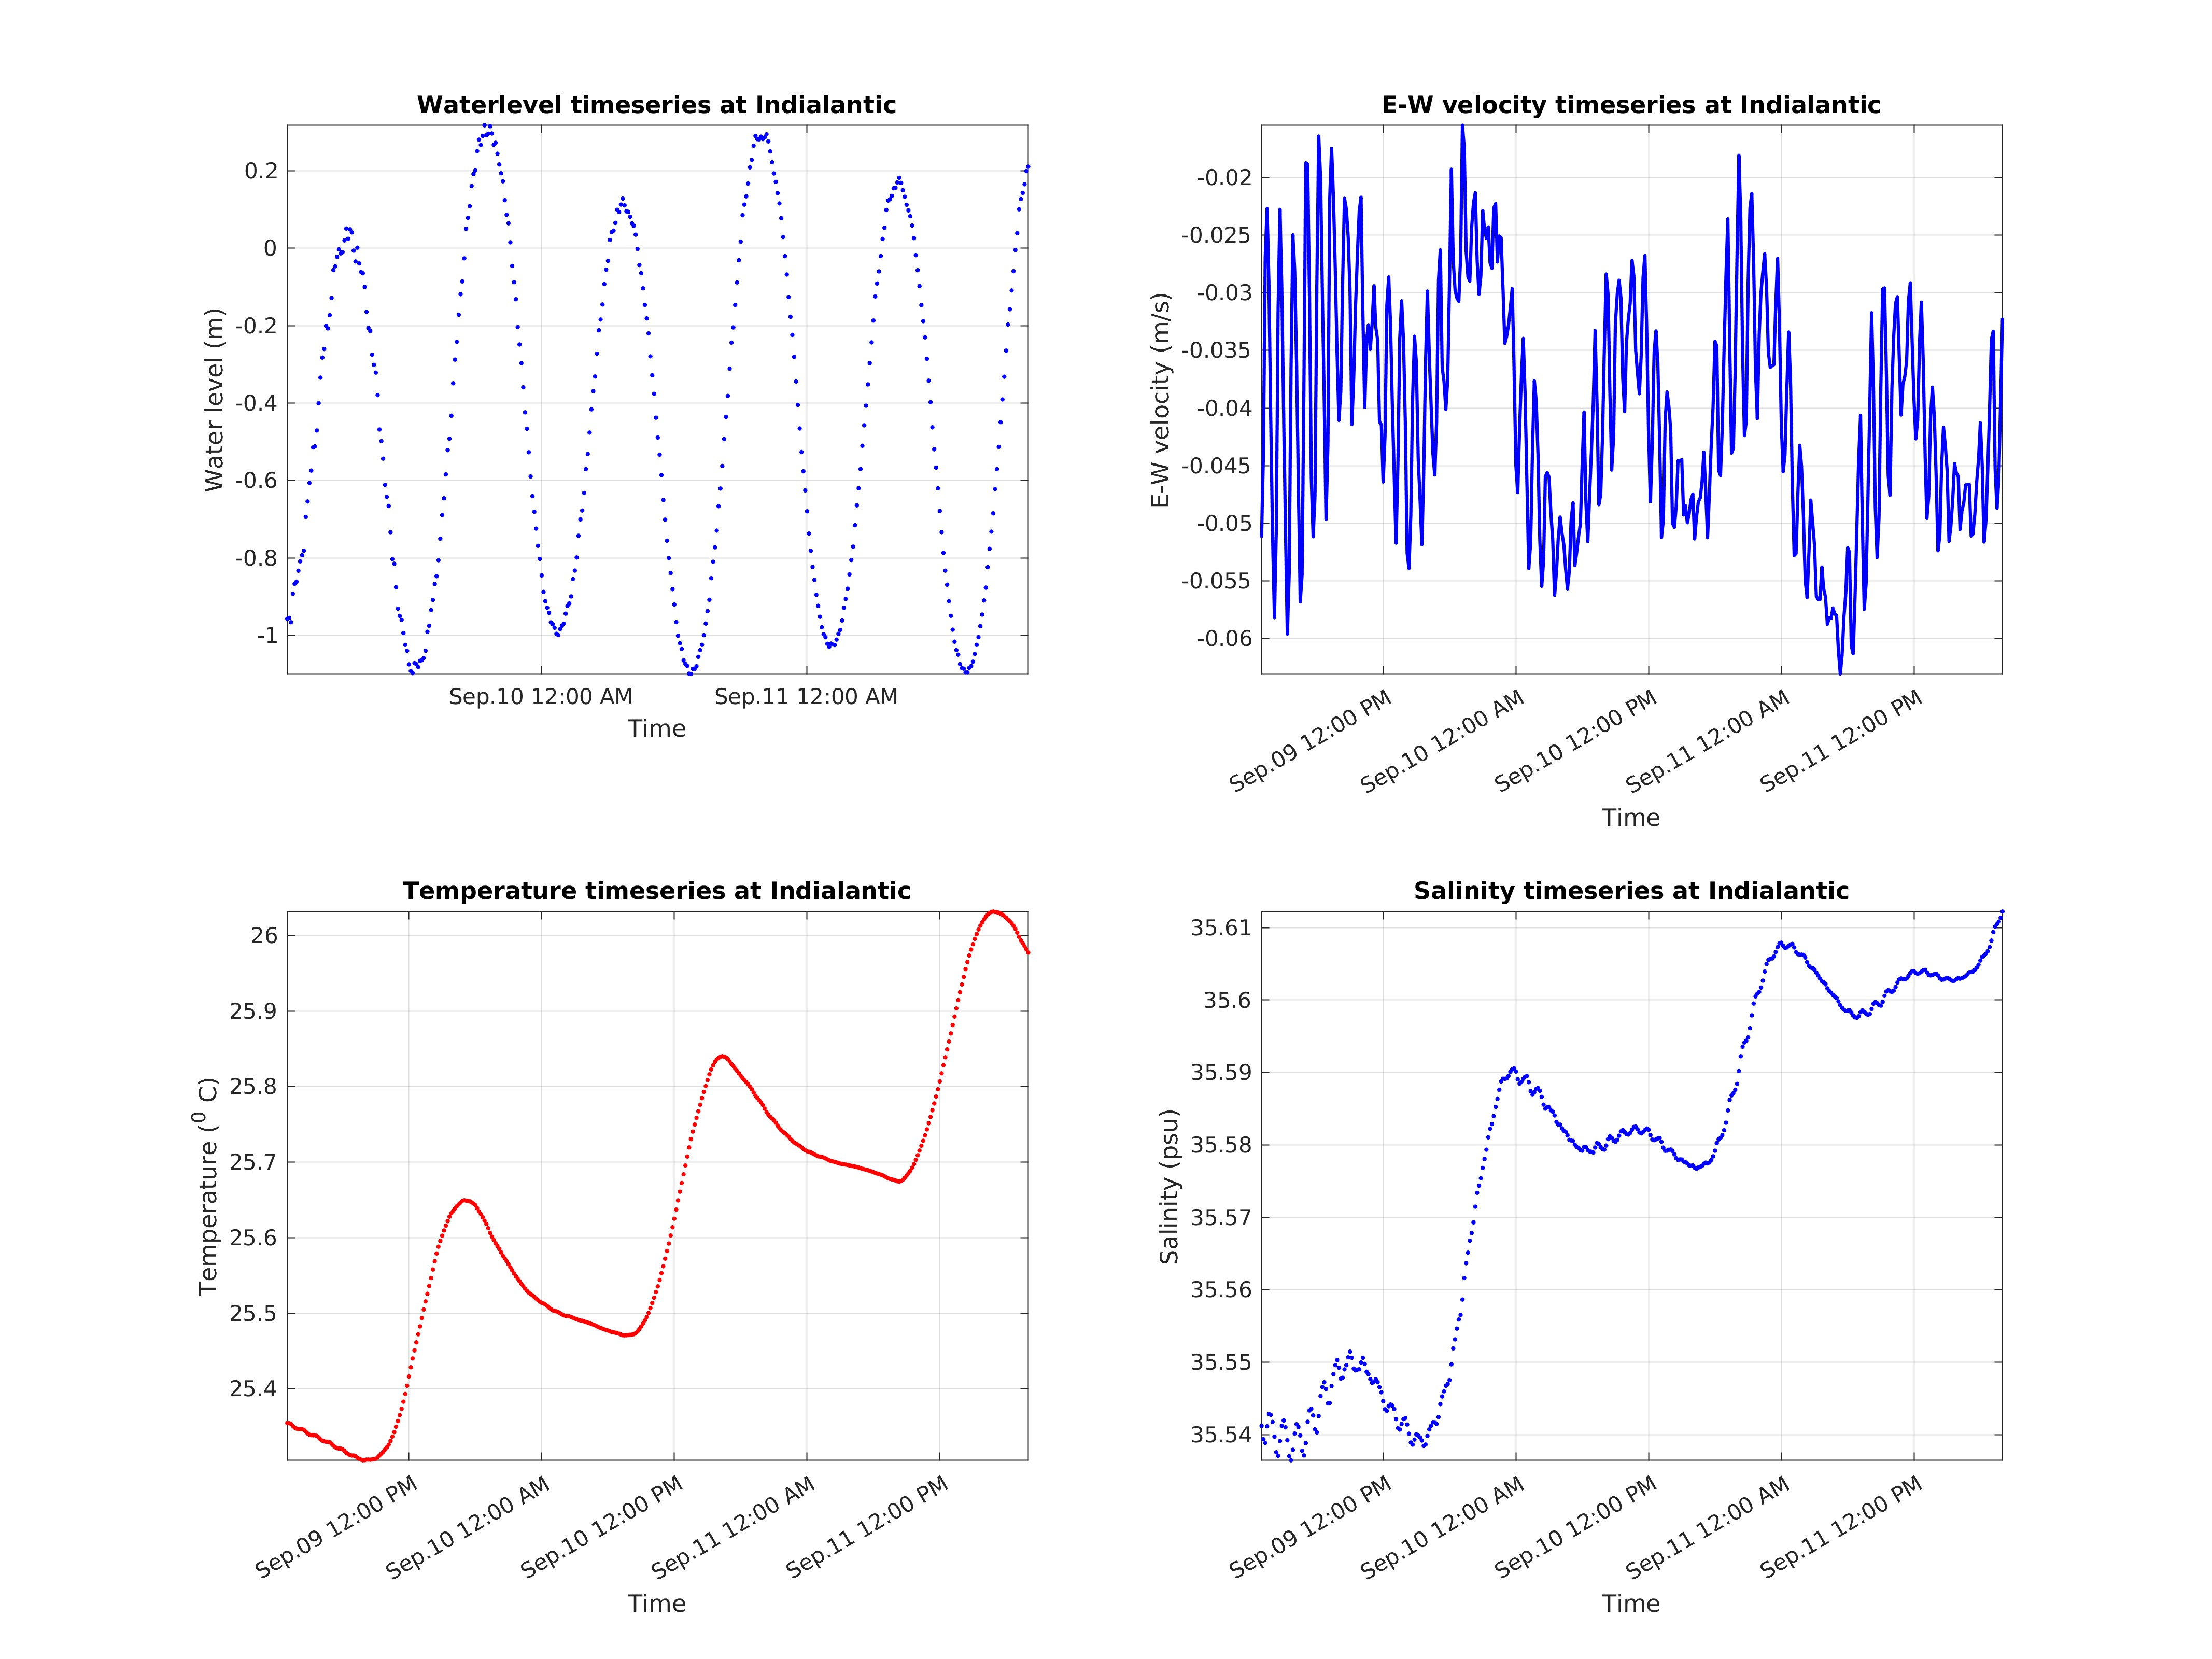 Waterlevel timeseries at Indialantic
0.2
0
-0.2
-0.4
-0.6
-0.8
-1
Water level (m)
Sep.10 12:00 AM
Sep.11 12:00 AM
Time
E-W velocity timeseries at Indialantic
-0.02
-0.025
-0.03
-0.035
-0.04
-0.045
-0.05
-0.055
-0.06
E-W velocity (m/s)
Sep.09 12:00 PM
Sep.10 12:00 AM
Sep.10 12:00 PM
Sep.11 12:00 AM
Sep.11 12:00 PM
Time
Temperature timeseries at Indialantic
26
25.9
25.8
25.7
25.6
25.5
25.4
Temperature (⁰ C)
Sep.09 12:00 PM
Sep.10 12:00 AM
Sep.10 12:00 PM
Sep.11 12:00 AM
Sep.11 12:00 PM
Time
Salinity timeseries at Indialantic
35.61
35.6
35.59
35.58
35.57
35.56
35.55
35.54
Salinity (psu)
Sep.09 12:00 PM
Sep.10 12:00 AM
Sep.10 12:00 PM
Sep.11 12:00 AM
Sep.11 12:00 PM
Time